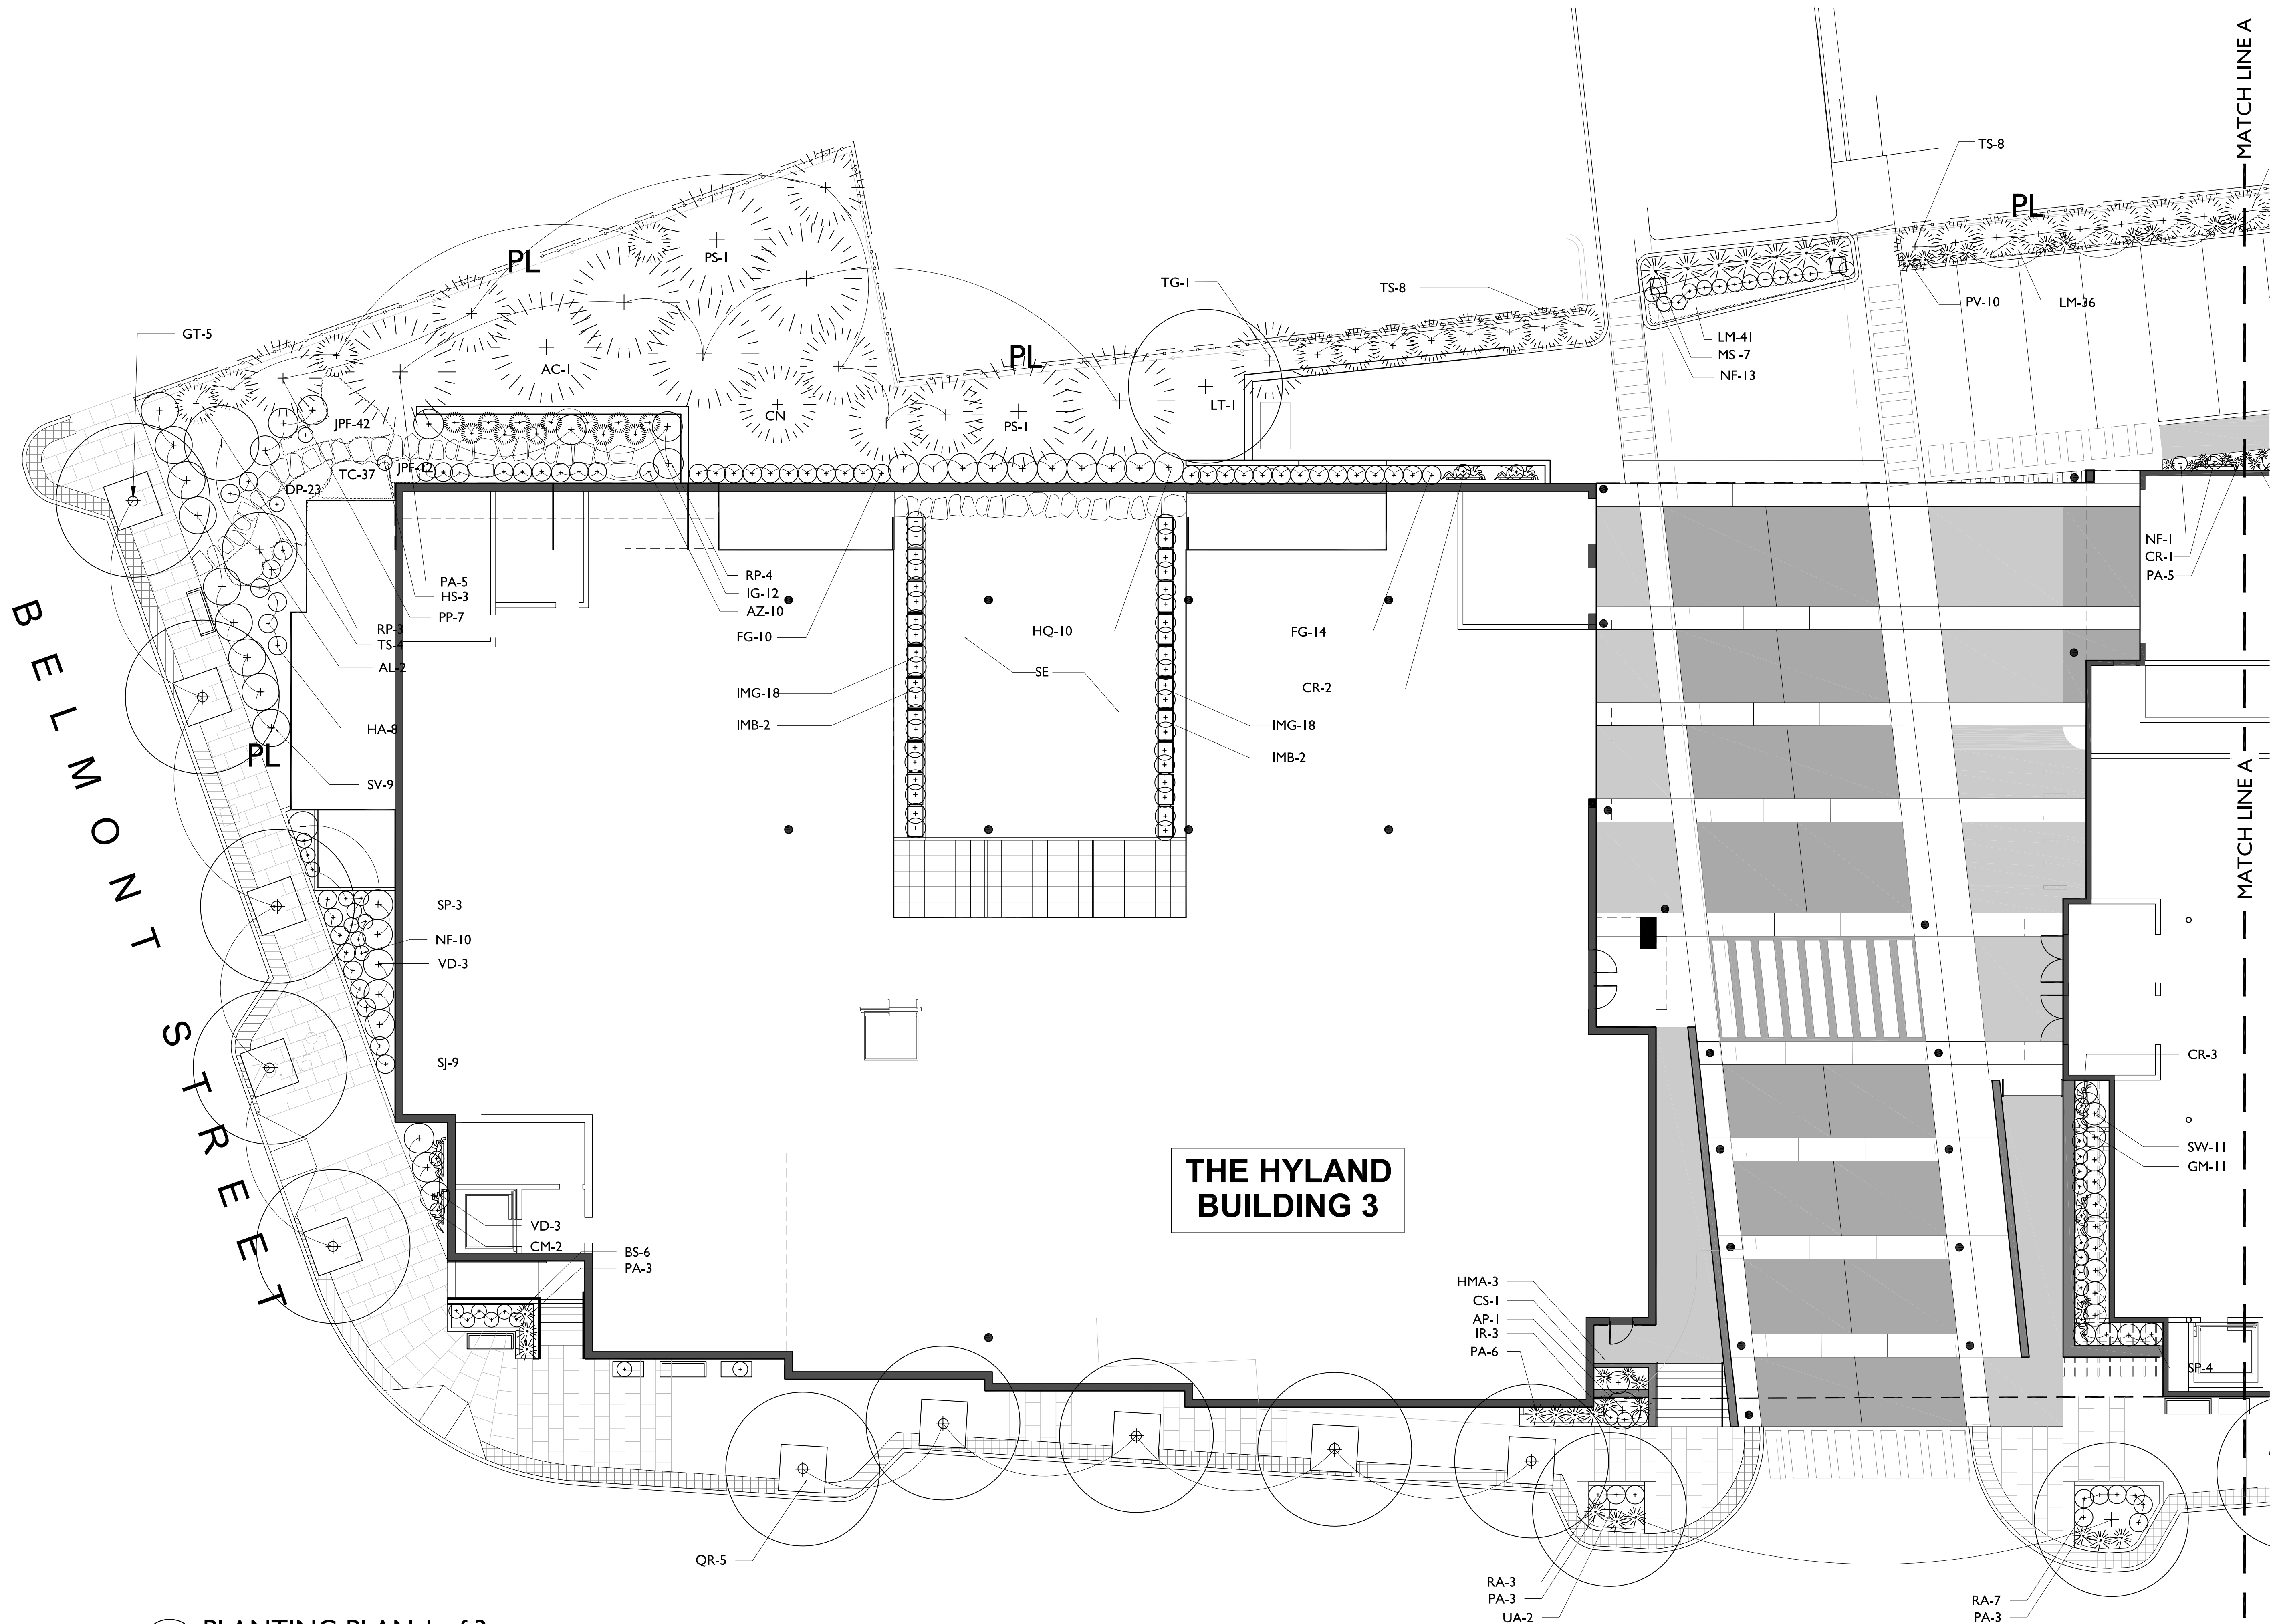 MATCH LINE A
TS-8
PL
PL
PS-1
TG-1
TS-8
PV-10
LM-36
GT-5
LM-41
MS -7
NF-13
PL
AC-1
LT-1
CN
PS-1
JPF-42
JPF-12
TC-37
DP-23
NF-1
CR-1
PA-5
PA-5
HS-3
PP-7
RP-4
IG-12
AZ-10
RP-3
TS-4
AL-2
FG-10
HQ-10
FG-14
SE
IMG-18
CR-2
IMB-2
IMG-18
IMB-2
HA-8
PL
SV-9
MATCH LINE A
BELMONT STREET
SP-3
NF-10
VD-3
SJ-9
CR-3
SW-11
GM-11
THE HYLAND
BUILDING 3
VD-3
CM-2
BS-6
PA-3
HMA-3
CS-1
AP-1
IR-3
PA-6
SP-4
QR-5
RA-3
PA-3
UA-2
RA-7
PA-3